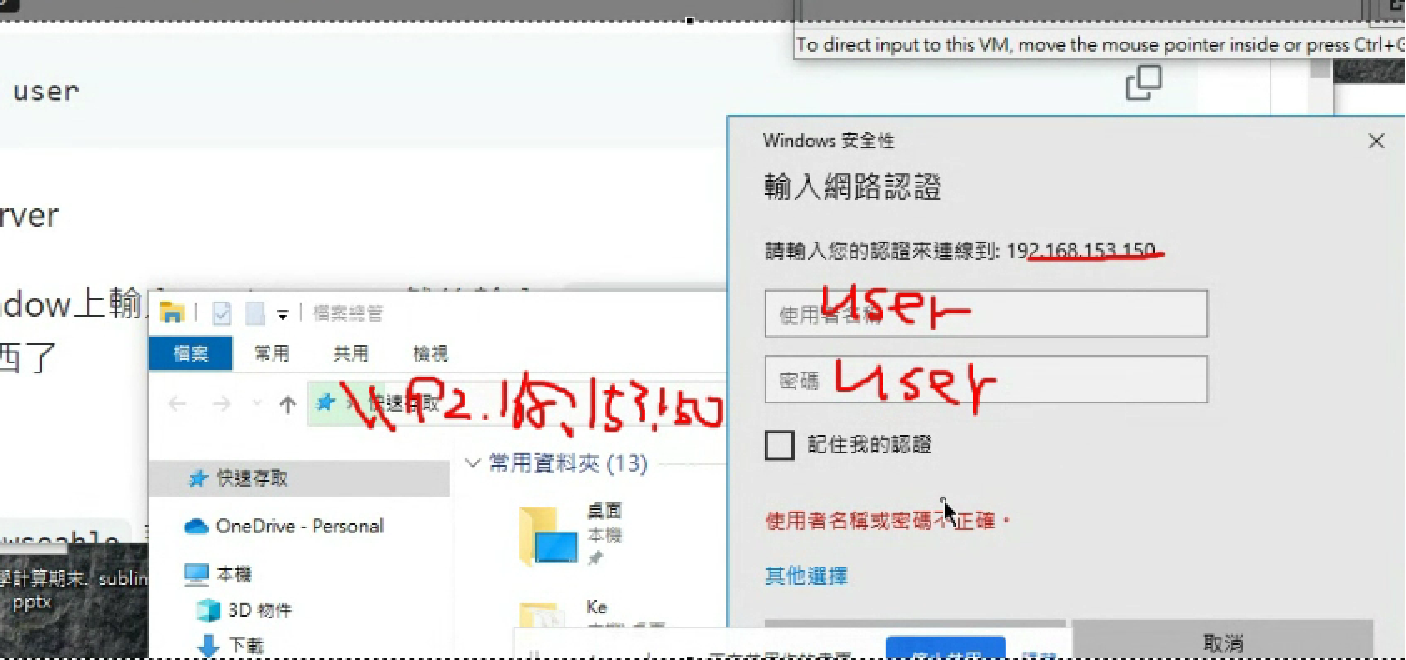 To direct input to this VM, move the mouse pointer inside or press Ctrl+G
user
Windows 安全性
輸入網路認證
rver
請輸入您的認證來連線到: 192.168.153.150
ndow上輸
檔案總管
使用者名稱
user
西了
檔案
常用
共用
檢視
密碼
user
快速存取
\\192.168.153.150
記住我的認證
常用資料夾 (13)
快速存取
桌面
本機
使用者名稱或密碼不正確。
OneDrive - Personal
wseable
本機
其他選擇
學計算期末.
pptx
sublim
3D 物件
Ke
下載
取消